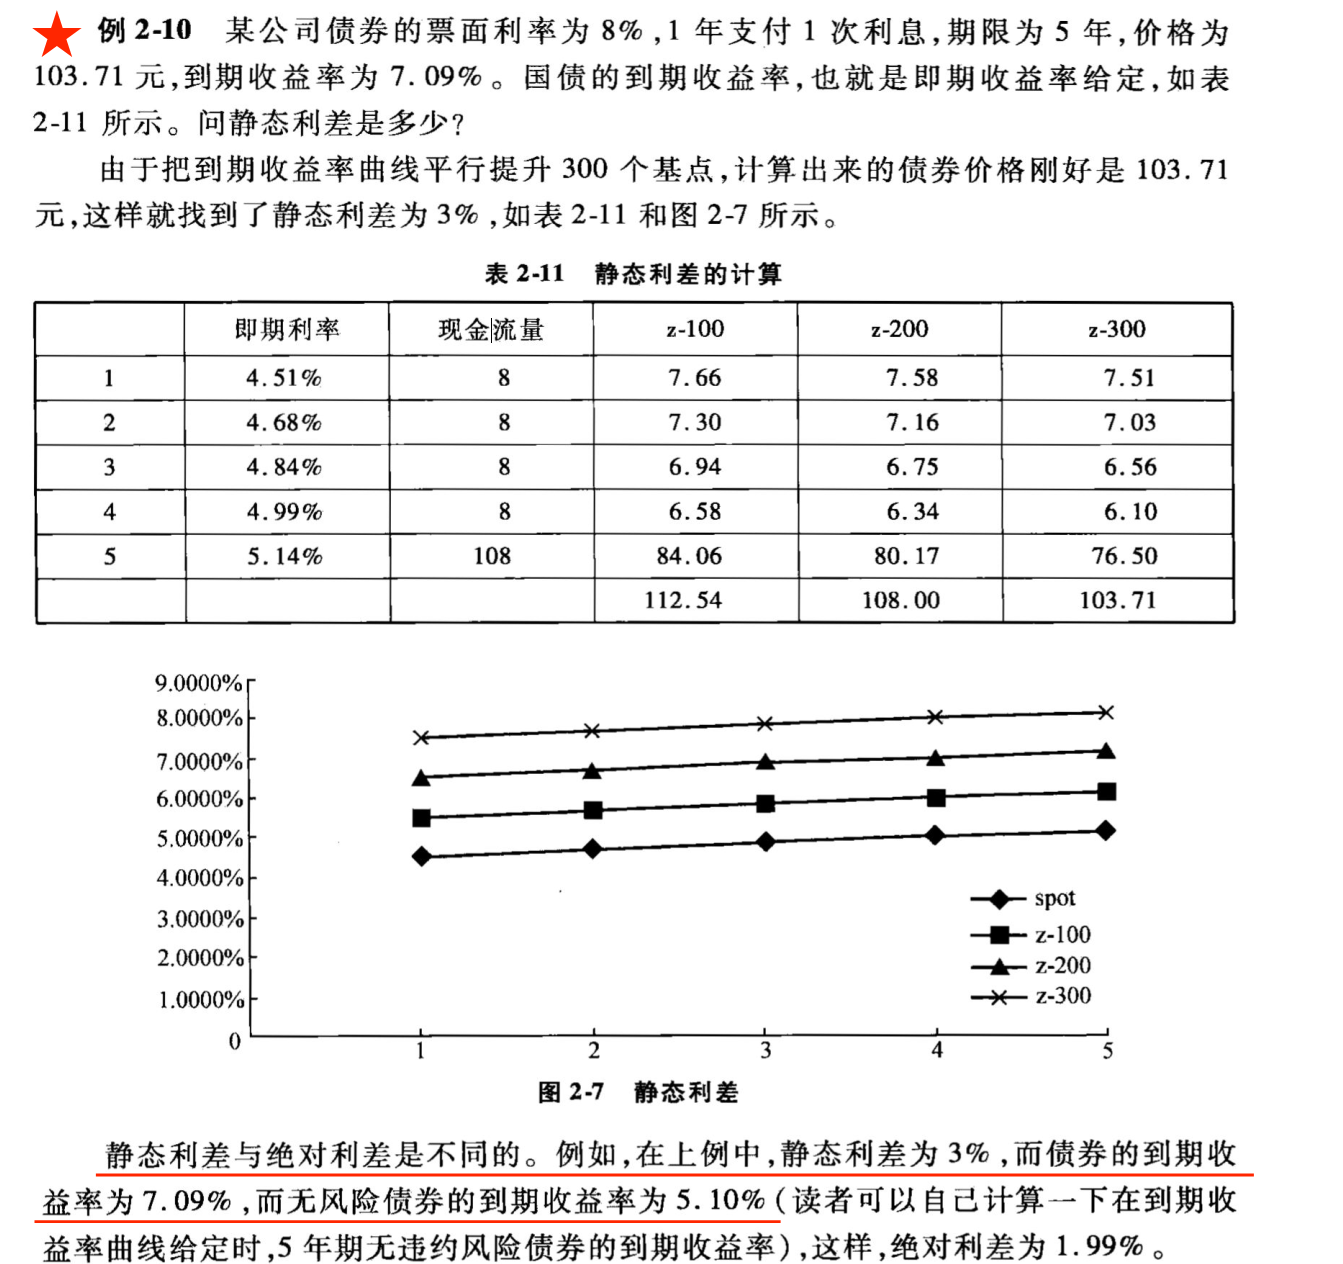 例 2-10 某公司债券的票面利率为 8%,1 年支付 1 次利息,期限为 5 年,价格为
103.71 元,到期收益率为 7.09%。国债的到期收益率,也就是即期收益率给定,如表
2-11 所示。问静态利差是多少?
由于把到期收益率曲线平行提升 300 个基点,计算出来的债券价格刚好是 103.71
元,这样就找到了静态利差为 3%,如表 2-11 和图 2-7 所示。
表 2-11 静态利差的计算
即期利率 现金流量 z-100 z-200 z-300
1 4.51% 8 7.66 7.58 7.51
2 4.68% 8 7.30 7.16 7.03
3 4.84% 8 6.94 6.75 6.56
4 4.99% 8 6.58 6.34 6.10
5 5.14% 108 84.06 80.17 76.50
112.54 108.00 103.71
9.0000%
8.0000%
7.0000%
6.0000%
5.0000%
4.0000%
3.0000%
2.0000%
1.0000%
0
1 2 3 4 5
spot
z-100
z-200
z-300
图 2-7 静态利差
静态利差与绝对利差是不同的。例如,在上例中,静态利差为 3%,而债券的到期收
益率为 7.09%,而无风险债券的到期收益率为 5.10%(读者可以自己计算一下在到期收
益率曲线给定时,5 年期无违约风险债券的到期收益率),这样,绝对利差为 1.99%。